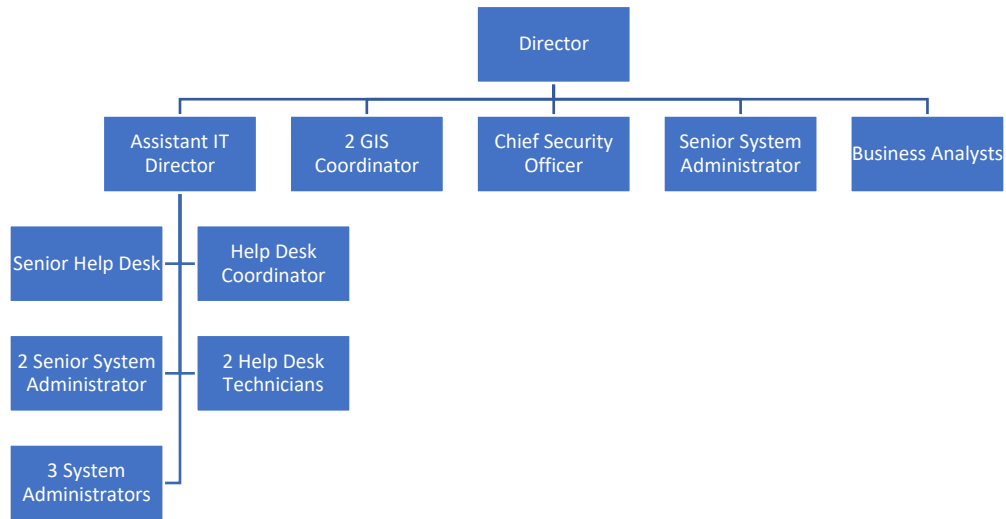 Director
Assistant IT
Director
2 GIS
Coordinator
Chief Security
Officer
Senior System
Administrator
Business Analysts
Senior Help Desk
Help Desk
Coordinator
2 Senior System
Administrator
2 Help Desk
Technicians
3 System
Administrators